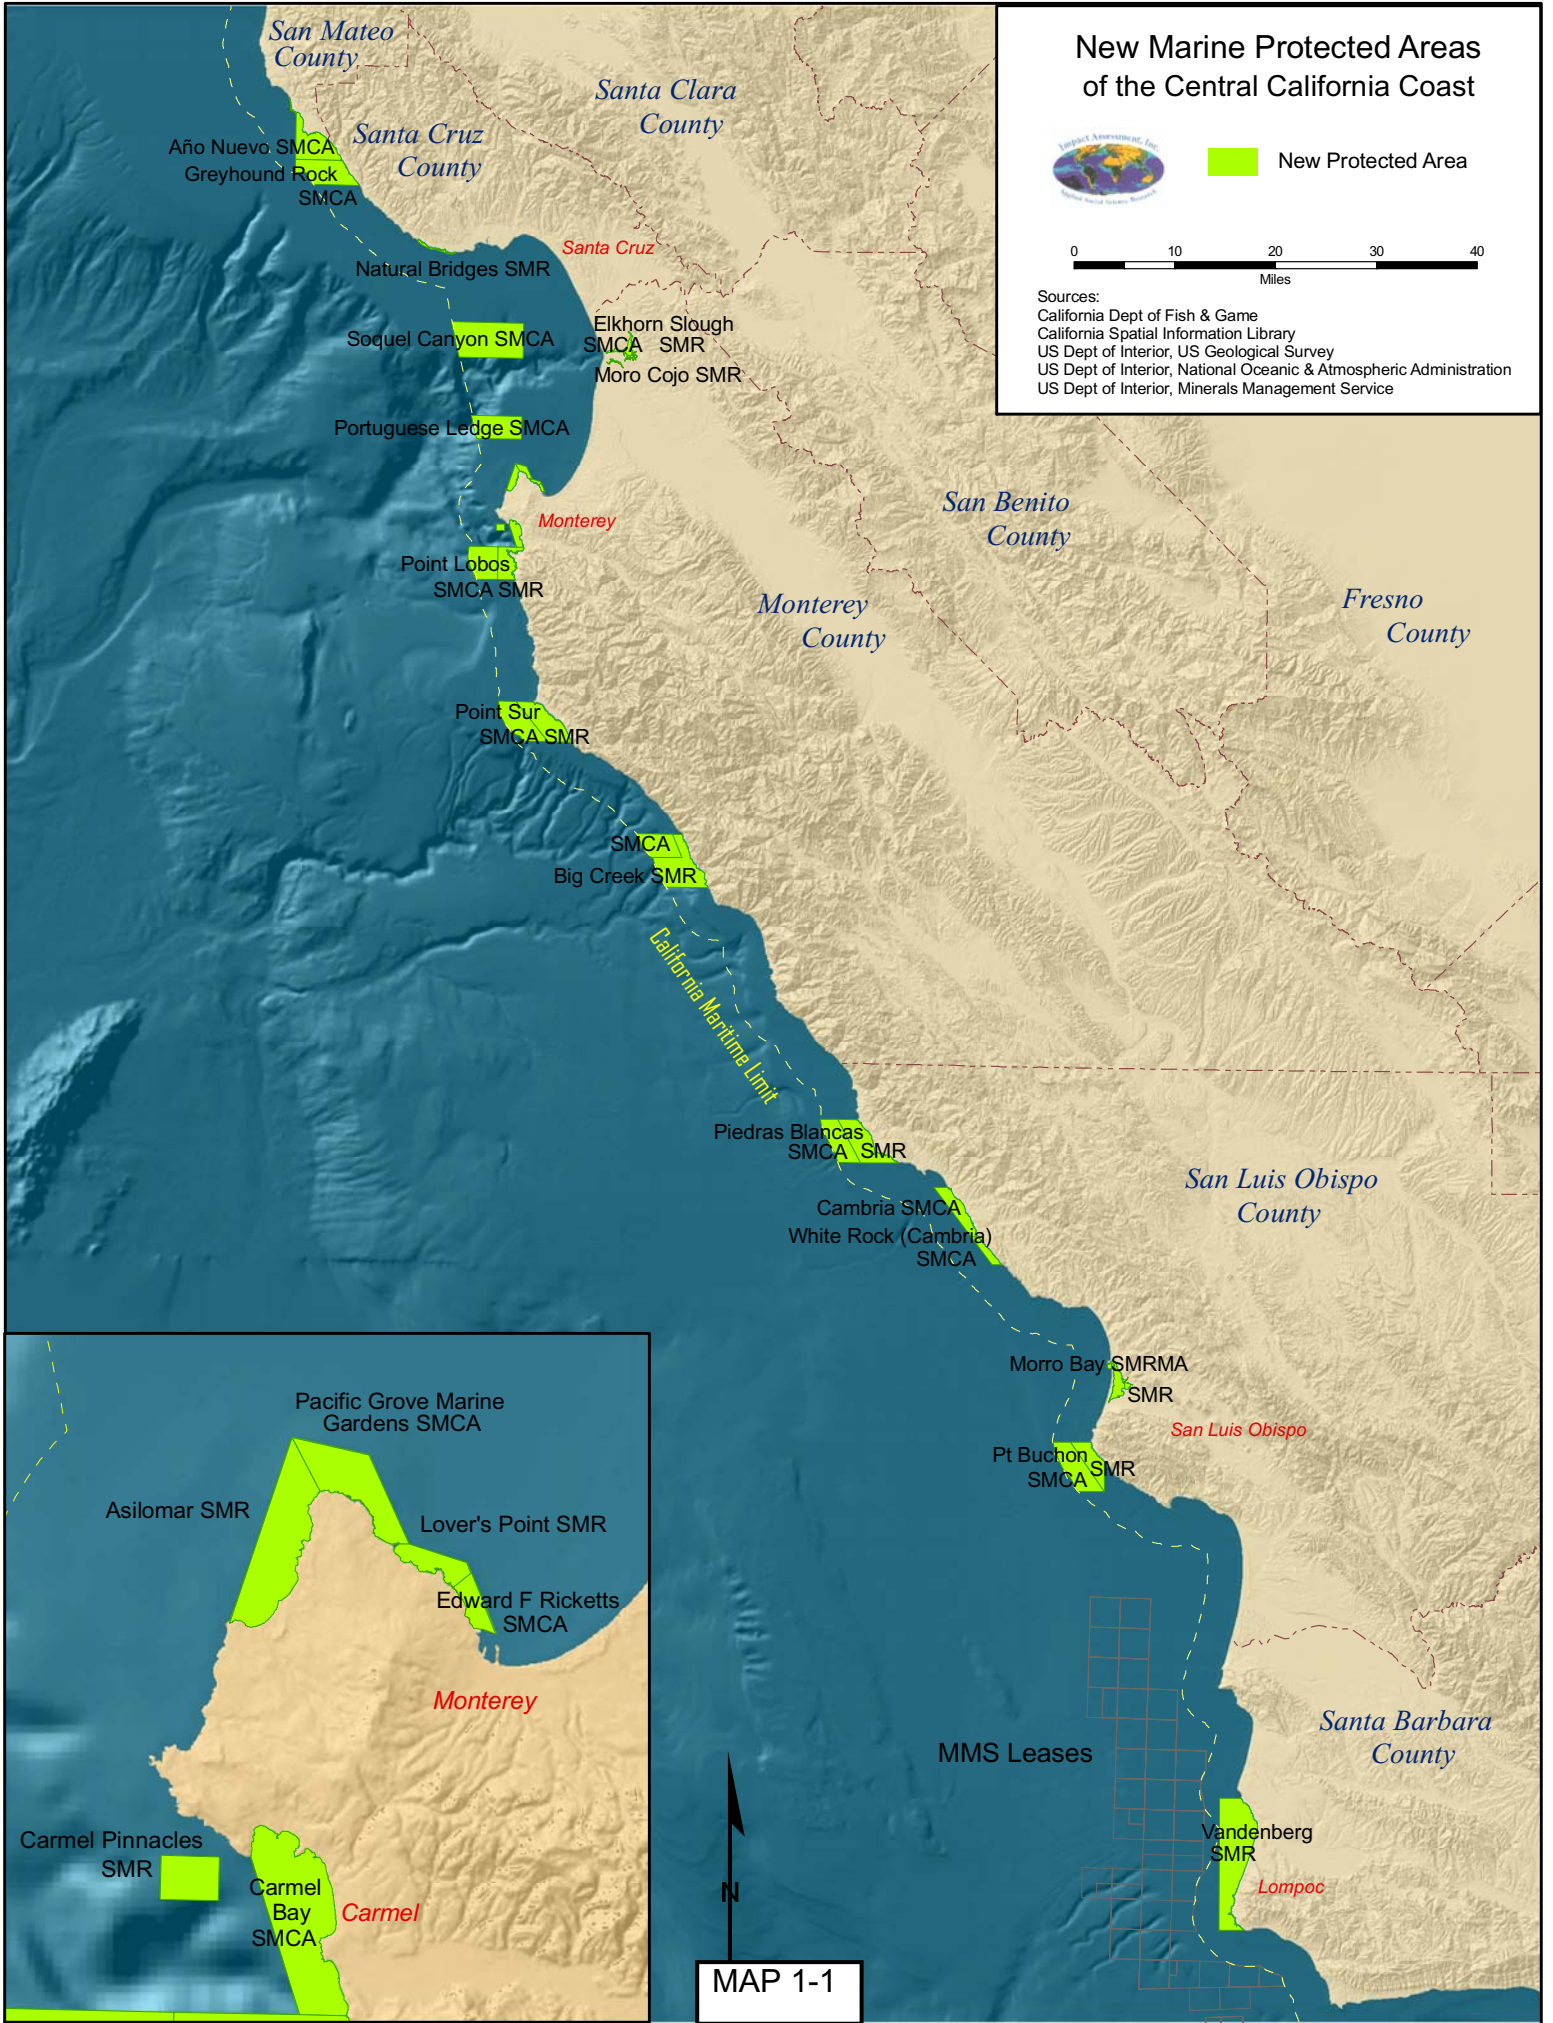 San Mateo
County
Santa Clara
County
Santa Cruz
County
Año Nuevo SMCA
Greyhound Rock
SMCA
Santa Cruz
Natural Bridges SMR
Soquel Canyon SMCA
Elkhorn Slough
SMCA SMR
Moro Cojo SMR
Portuguese Ledge SMCA
Monterey
Point Lobos
SMCA SMR
San Benito
County
Monterey
County
Fresno
County
Point Sur
SMCA SMR
SMCA
Big Creek SMR
California Maritime Limit
Piedras Blancas
SMCA SMR
Cambria SMCA
White Rock (Cambria)
SMCA
San Luis Obispo
County
Morro Bay SMRMA
SMR
San Luis Obispo
Pt Buchon
SMCA SMR
MMS Leases
Santa Barbara
County
Vandenberg
SMR
Lompoc
New Marine Protected Areas
of the Central California Coast
Impact Assessment, Inc.
Applied Social Science Research
New Protected Area
0 10 20 30 40
Miles
Sources:
California Dept of Fish & Game
California Spatial Information Library
US Dept of Interior, US Geological Survey
US Dept of Interior, National Oceanic & Atmospheric Administration
US Dept of Interior, Minerals Management Service
Pacific Grove Marine
Gardens SMCA
Asilomar SMR
Lover's Point SMR
Edward F Ricketts
SMCA
Monterey
Carmel Pinnacles
SMR
Carmel
Bay
SMCA
Carmel
N
MAP 1-1